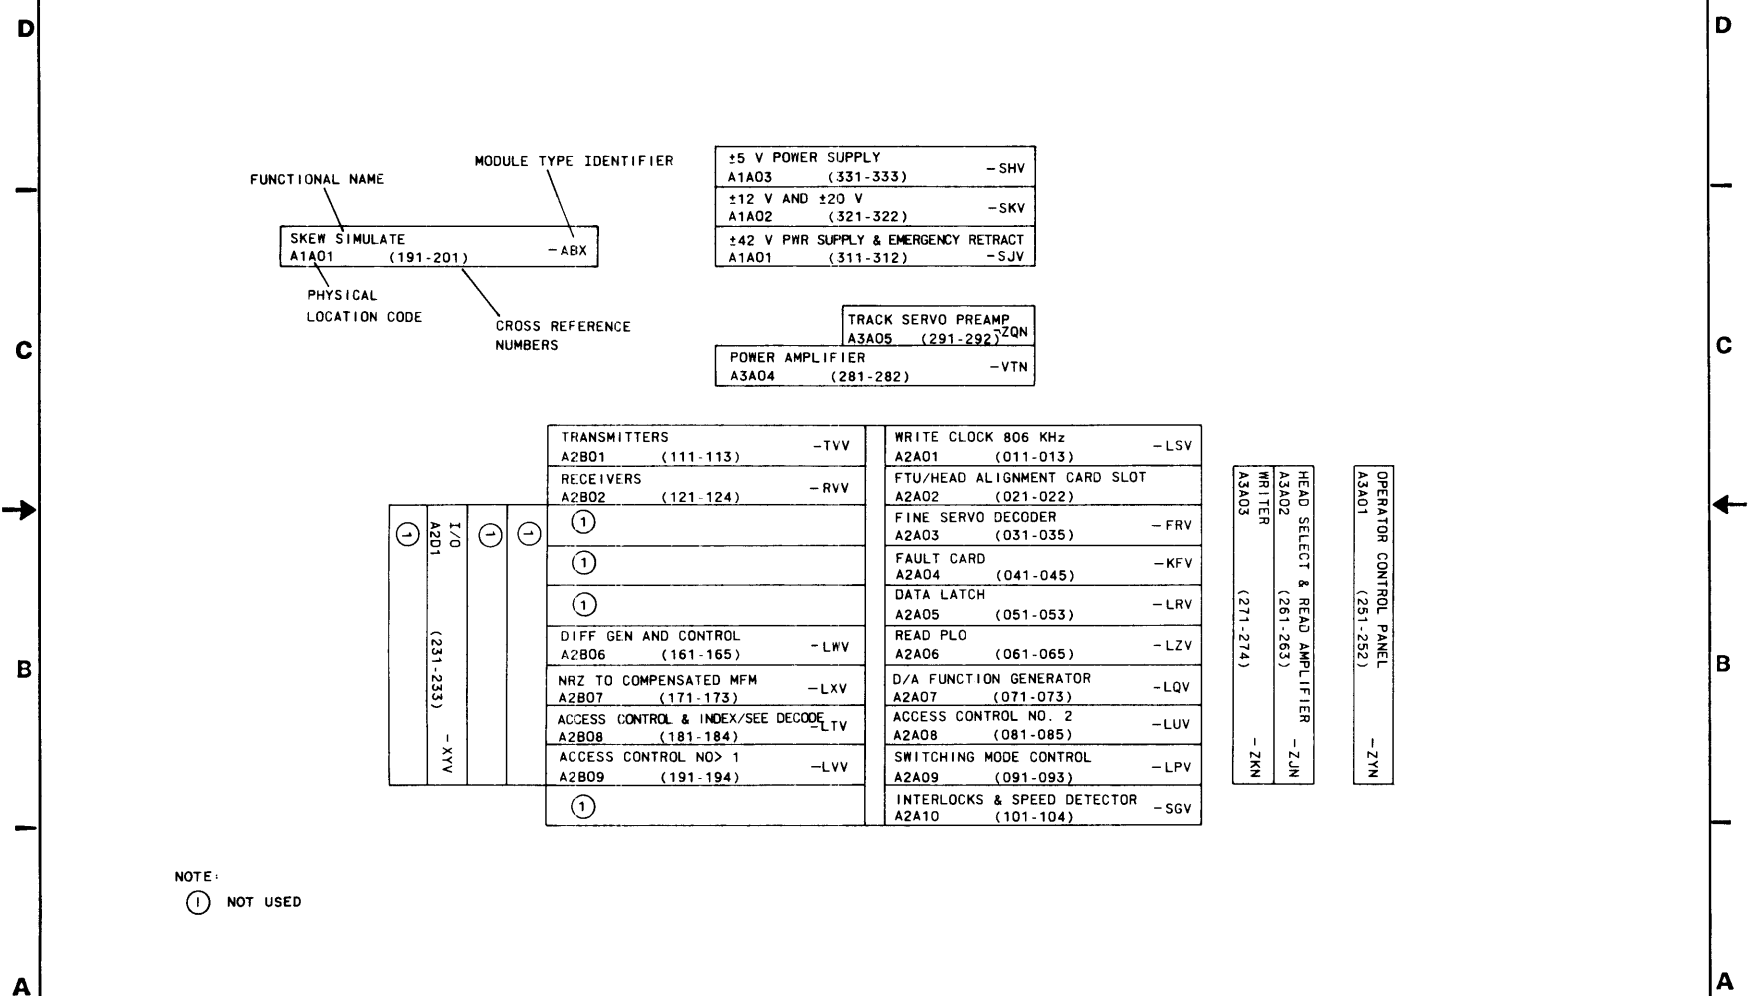 D
D
MODULE TYPE IDENTIFIER
FUNCTIONAL NAME
SKEW SIMULATE
A1A01 (191-201) -ABX
PHYSICAL
LOCATION CODE
CROSS REFERENCE
NUMBERS
±5 V POWER SUPPLY
A1A03 (331-333) -SHV
±12 V AND ±20 V
A1A02 (321-322) -SKV
±42 V PWR SUPPLY & EMERGENCY RETRACT
A1A01 (311-312) -SJV
C
C
TRACK SERVO PREAMP
A3A05 (291-292) -ZQN
POWER AMPLIFIER
A3A04 (281-282) -VTN
TRANSMITTERS
A2B01 (111-113) -TVV
RECEIVERS
A2B02 (121-124) -RVV
1
1
1
DIFF GEN AND CONTROL
A2B06 (161-165) -LWV
NRZ TO COMPENSATED MFM
A2B07 (171-173) -LXV
ACCESS CONTROL & INDEX/SEE DECODE
A2B08 (181-184) -LTV
ACCESS CONTROL NO> 1
A2B09 (191-194) -LVV
1
WRITE CLOCK 806 KHz
A2A01 (011-013) -LSV
FTU/HEAD ALIGNMENT CARD SLOT
A2A02 (021-022)
FINE SERVO DECODER
A2A03 (031-035) -FRV
FAULT CARD
A2A04 (041-045) -KFV
DATA LATCH
A2A05 (051-053) -LRV
READ PLO
A2A06 (061-065) -LZV
D/A FUNCTION GENERATOR
A2A07 (071-073) -LQV
ACCESS CONTROL NO. 2
A2A08 (081-085) -LUV
SWITCHING MODE CONTROL
A2A09 (091-093) -LPV
INTERLOCKS & SPEED DETECTOR
A2A10 (101-104) -SGV
1
I/O
A2D1 (231-233) -XYV
1
1
WRITER
A3A03 (271-274) -ZKN
HEAD SELECT & READ AMPLIFIER
A3A02 (261-263) -ZJN
OPERATOR CONTROL PANEL
A3A01 (251-252) -ZYN
B
B
NOTE:
1 NOT USED
A
A